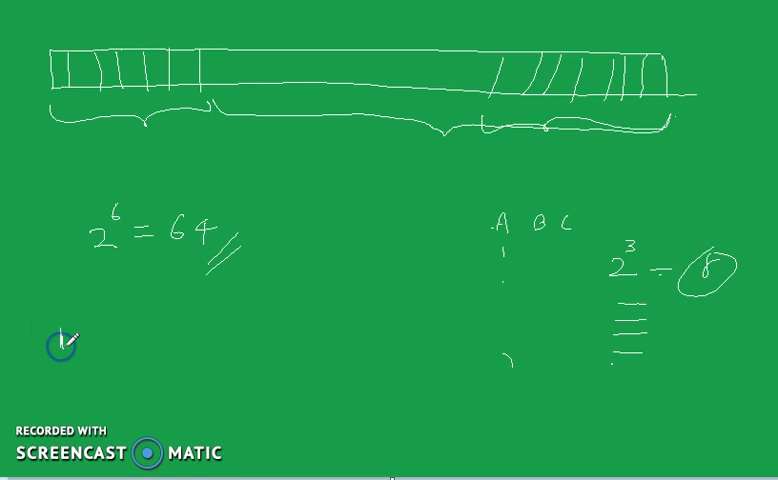 2⁶ = 64
A B C
2³ = 8
RECORDED WITH
SCREENCAST MATIC